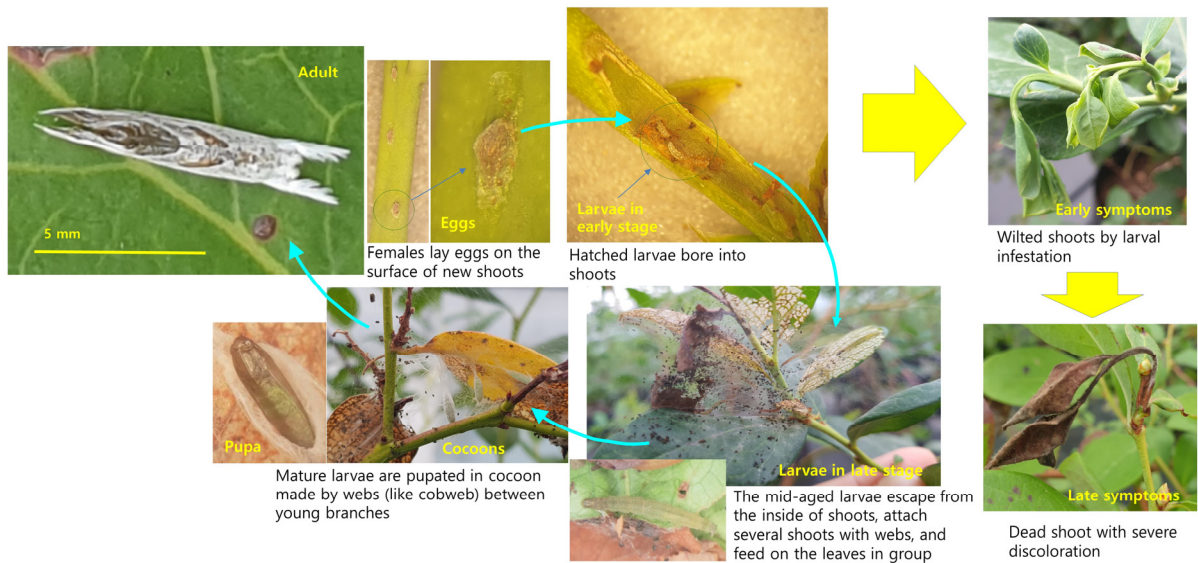 Adult
5 mm
Eggs
Females lay eggs on the
surface of new shoots
Larvae in
early stage
Hatched larvae bore into
shoots
Early symptoms
Wilted shoots by larval
infestation
Pupa
Cocoons
Mature larvae are pupated in cocoon
made by webs (like cobweb) between
young branches
Larvae in late stage
The mid-aged larvae escape from
the inside of shoots, attach
several shoots with webs, and
feed on the leaves in group
Late symptoms
Dead shoot with severe
discoloration